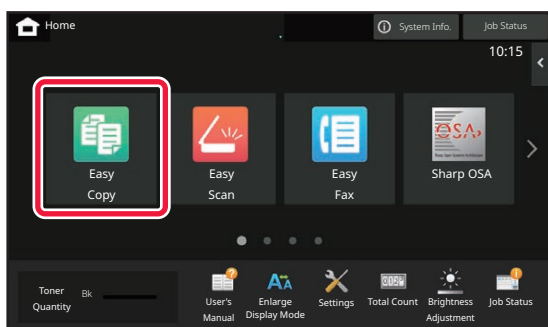 Home
System Info.
Job Status
10:15
Easy
Copy
Easy
Scan
Easy
Fax
OSA
Sharp OSA
Toner
Quantity
Bk
User's
Manual
Enlarge
Display Mode
Settings
Total Count
Brightness
Adjustment
Job Status